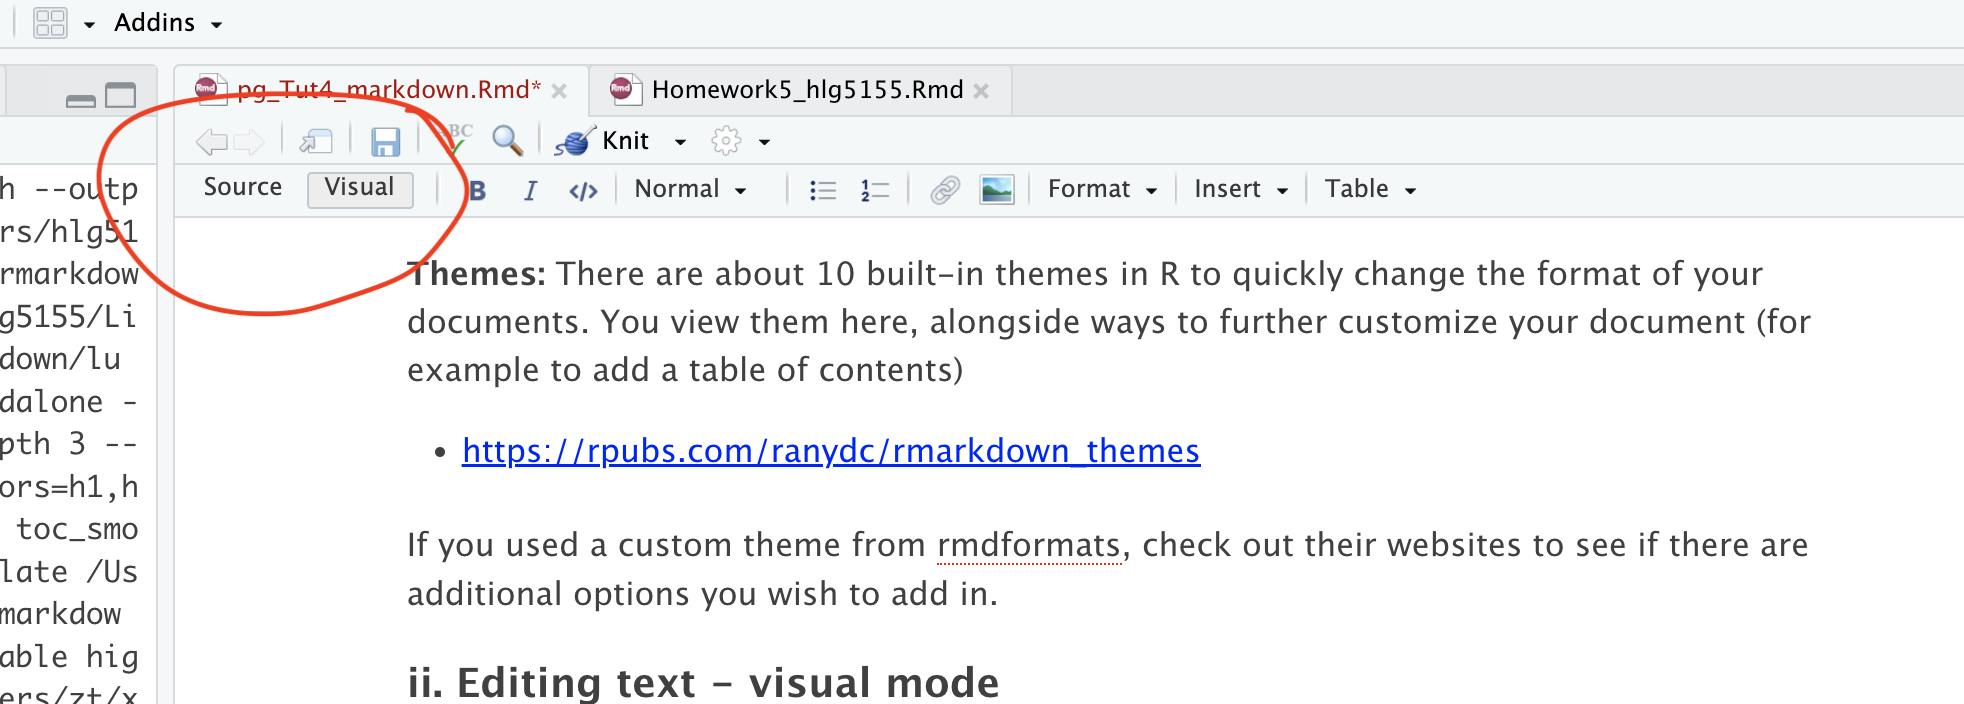 Addins
pg_Tut4_markdown.Rmd*
Homework5_hlg5155.Rmd
ABC
Knit
Source Visual B I </> Normal 1 2 Format Insert Table
h --outp
rs/hlg51
rmarkdow
g5155/Li
down/lu
dalone -
pth 3 --
ors=h1,h
toc_smo
late /Us
markdow
able hig
ers/zt/x
Themes: There are about 10 built-in themes in R to quickly change the format of your
documents. You view them here, alongside ways to further customize your document (for
example to add a table of contents)
• https://rpubs.com/ranydc/rmarkdown_themes
If you used a custom theme from rmdformats, check out their websites to see if there are
additional options you wish to add in.
ii. Editing text - visual mode